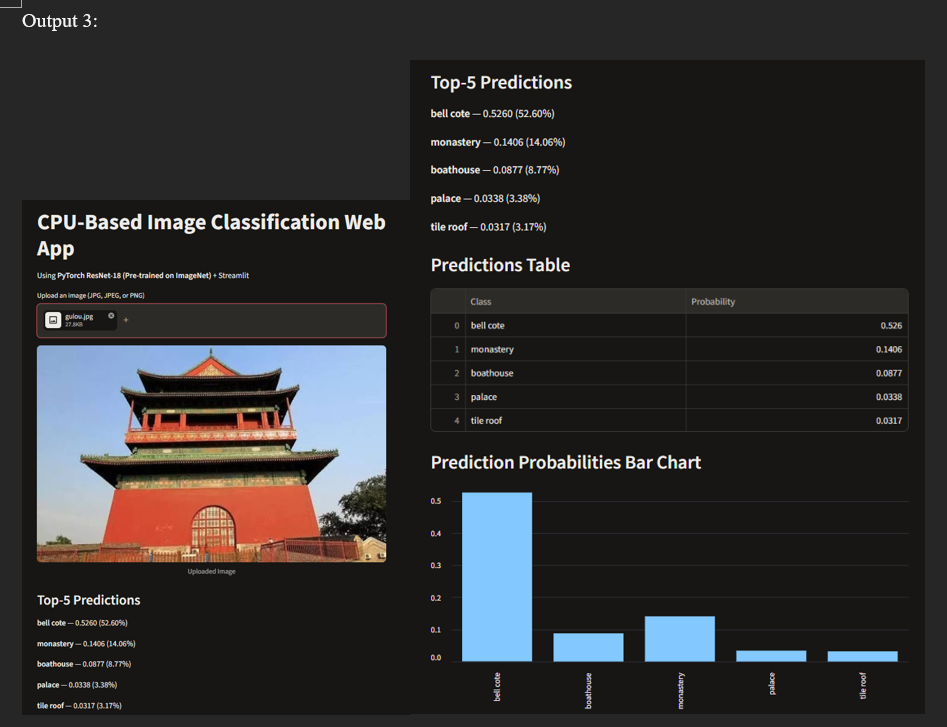 Output 3:
CPU-Based Image Classification Web
App
Using PyTorch ResNet-18 (Pre-trained on ImageNet) + Streamlit
Upload an image (JPG, JPEG, or PNG)
gulou.jpg
27.8KB
+
Uploaded Image
Top-5 Predictions
bell cote — 0.5260 (52.60%)
monastery — 0.1406 (14.06%)
boathouse — 0.0877 (8.77%)
palace — 0.0338 (3.38%)
tile roof — 0.0317 (3.17%)
Top-5 Predictions
bell cote — 0.5260 (52.60%)
monastery — 0.1406 (14.06%)
boathouse — 0.0877 (8.77%)
palace — 0.0338 (3.38%)
tile roof — 0.0317 (3.17%)
Predictions Table
Class Probability
0 bell cote 0.526
1 monastery 0.1406
2 boathouse 0.0877
3 palace 0.0338
4 tile roof 0.0317
Prediction Probabilities Bar Chart
0.5
0.4
0.3
0.2
0.1
0.0
bell cote boathouse monastery palace tile roof